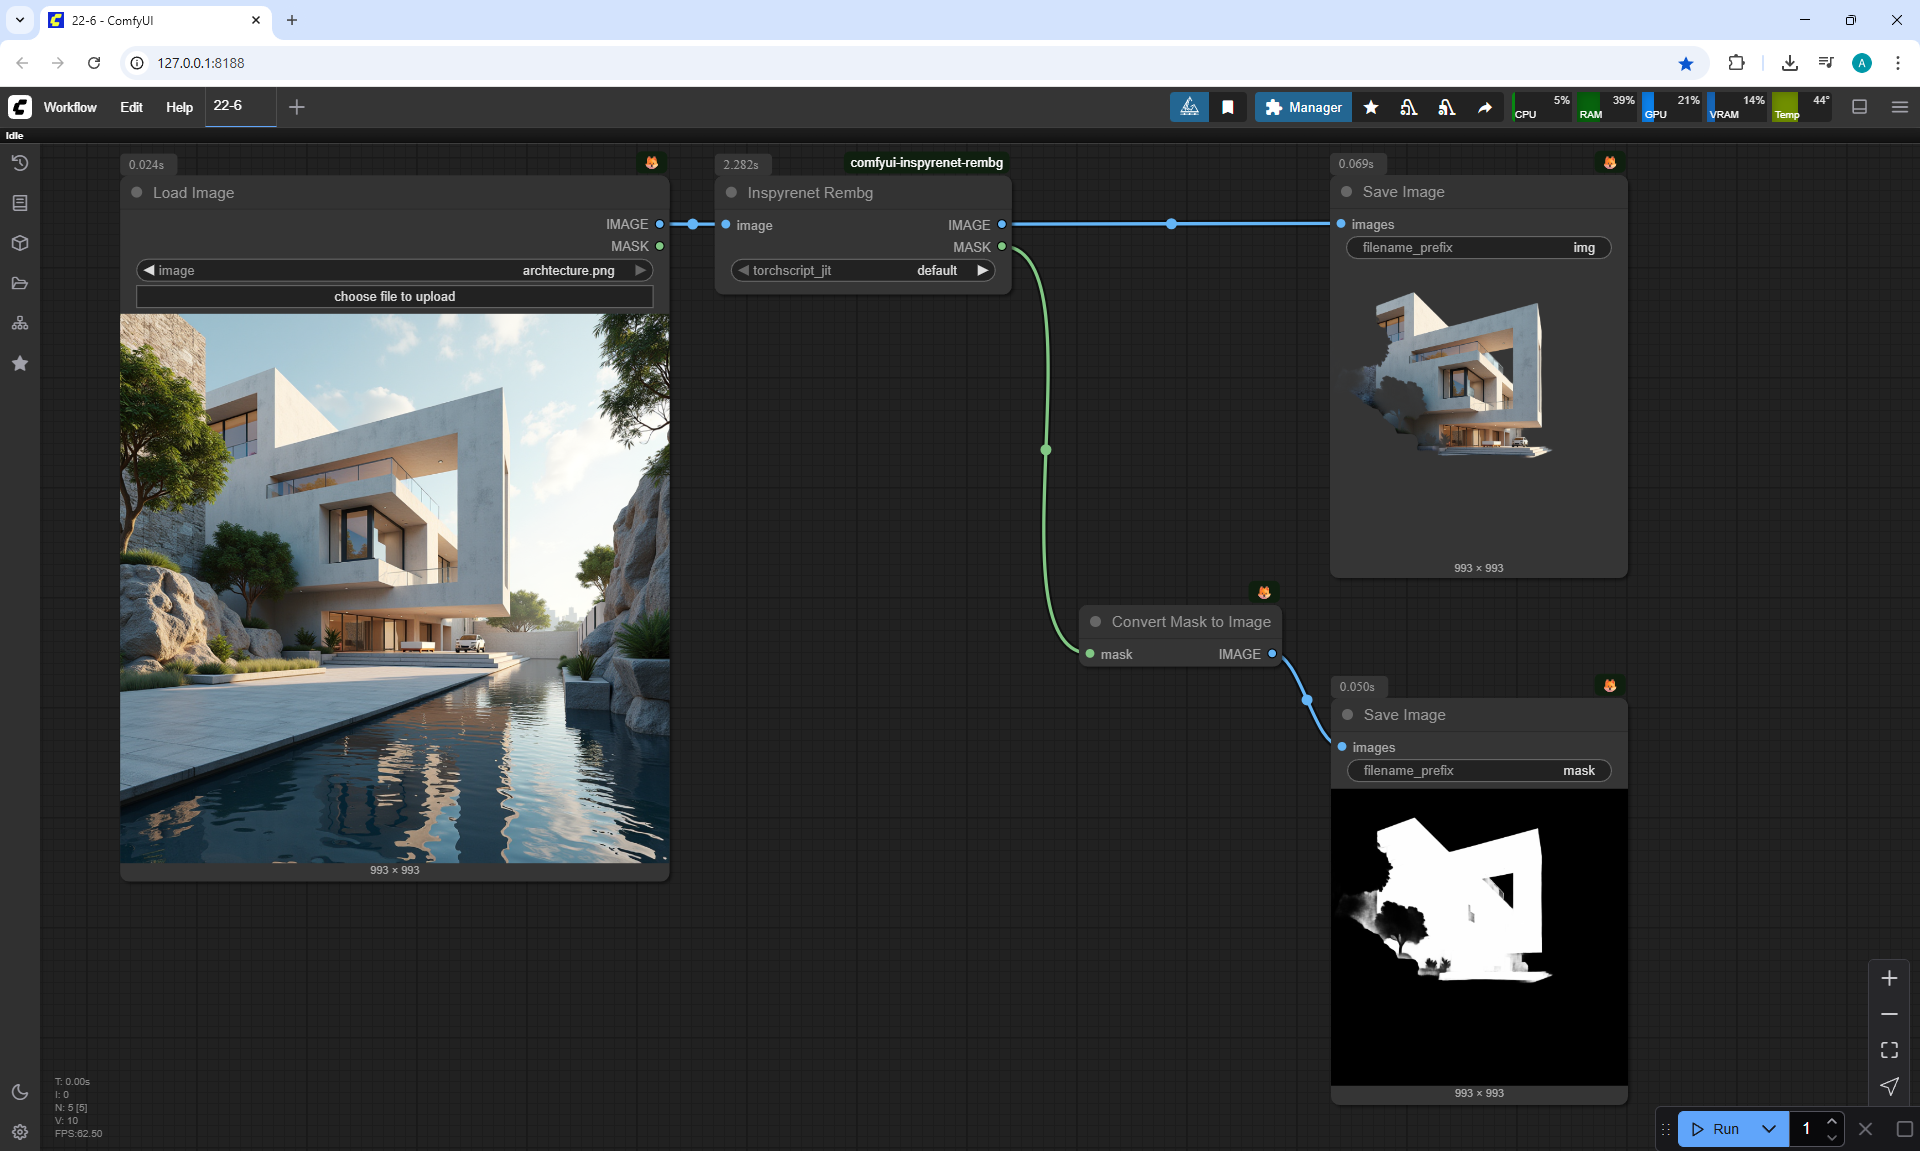 22-6 - ComfyUI
127.0.0.1:8188
A
Workflow
Edit
Help
22-6
Manager
CPU
5%
RAM
39%
GPU
21%
VRAM
14%
Temp
44°
Idle
0.024s
Load Image
IMAGE
MASK
image
archtecture.png
choose file to upload
993 × 993
2.282s
comfyui-inspyrenet-rembg
Inspyrenet Rembg
image
IMAGE
MASK
torchscript_jit
default
0.069s
Save Image
images
filename_prefix
img
993 × 993
Convert Mask to Image
mask
IMAGE
0.050s
Save Image
images
filename_prefix
mask
993 × 993
T: 0.00s
I: 0
N: 5 [5]
V: 10
FPS:62.50
Run
1